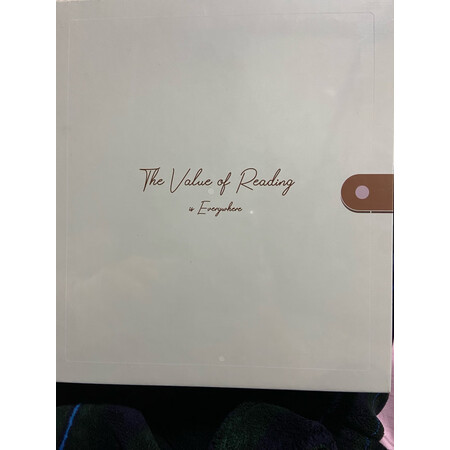 The Value of Reading
is Everywhere